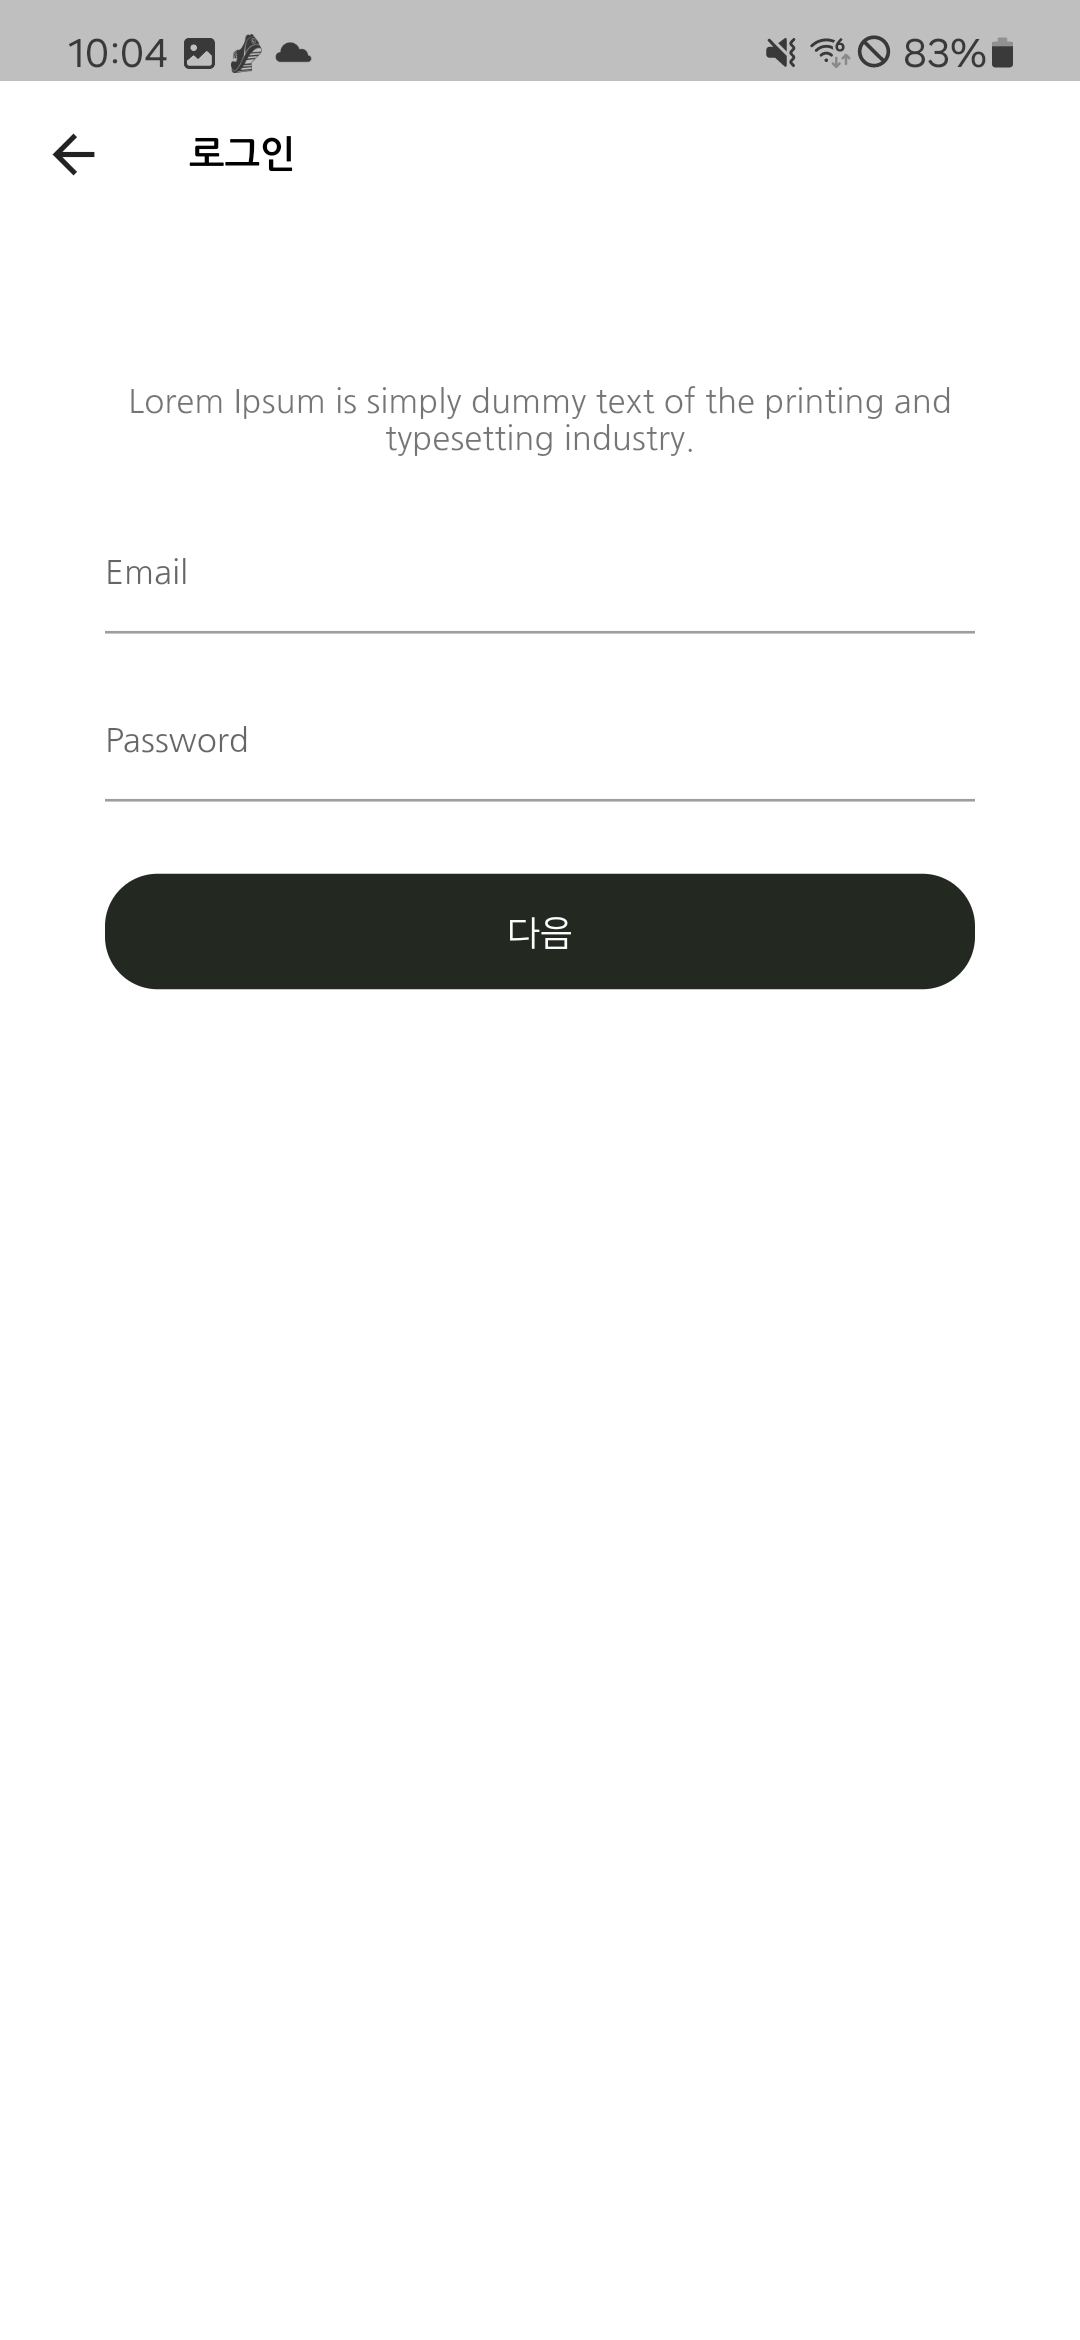 10:04 83%
로그인
Lorem Ipsum is simply dummy text of the printing and
typesetting industry.
Email
Password
다음